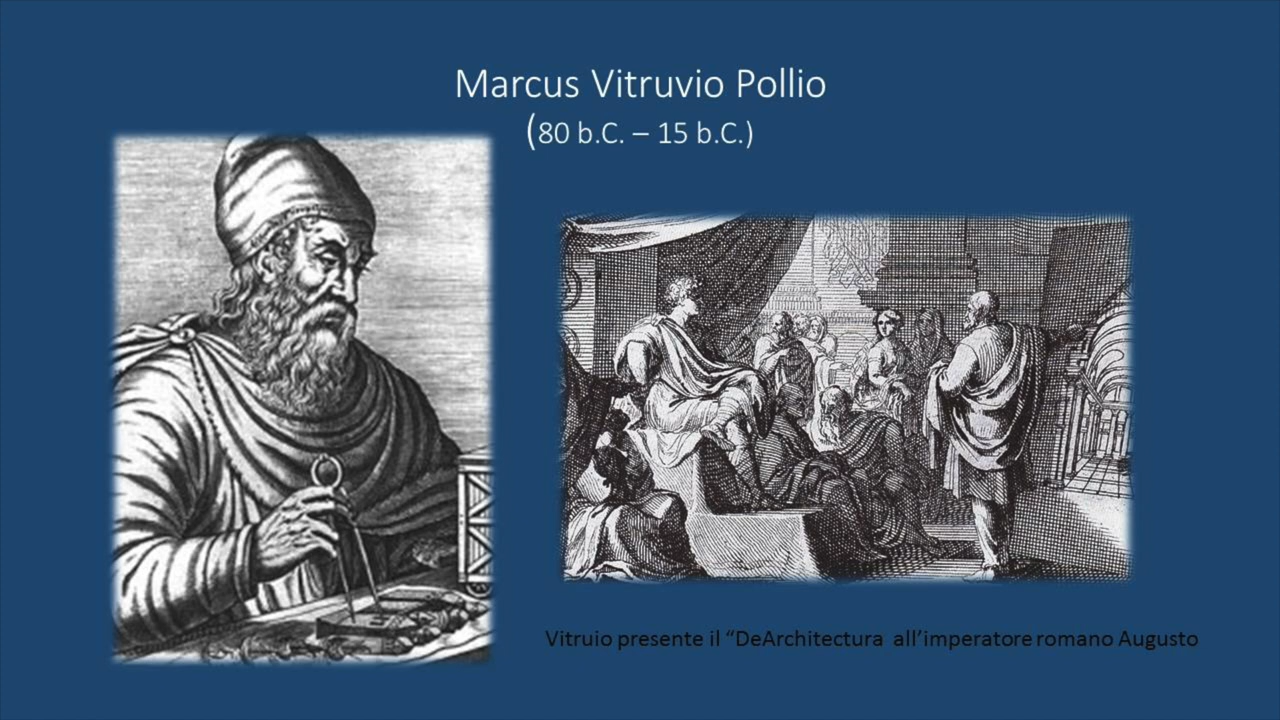 Marcus Vitruvio Pollio
(80 b.C. – 15 b.C.)
Vitruio presente il “DeArchitectura all’imperatore romano Augusto